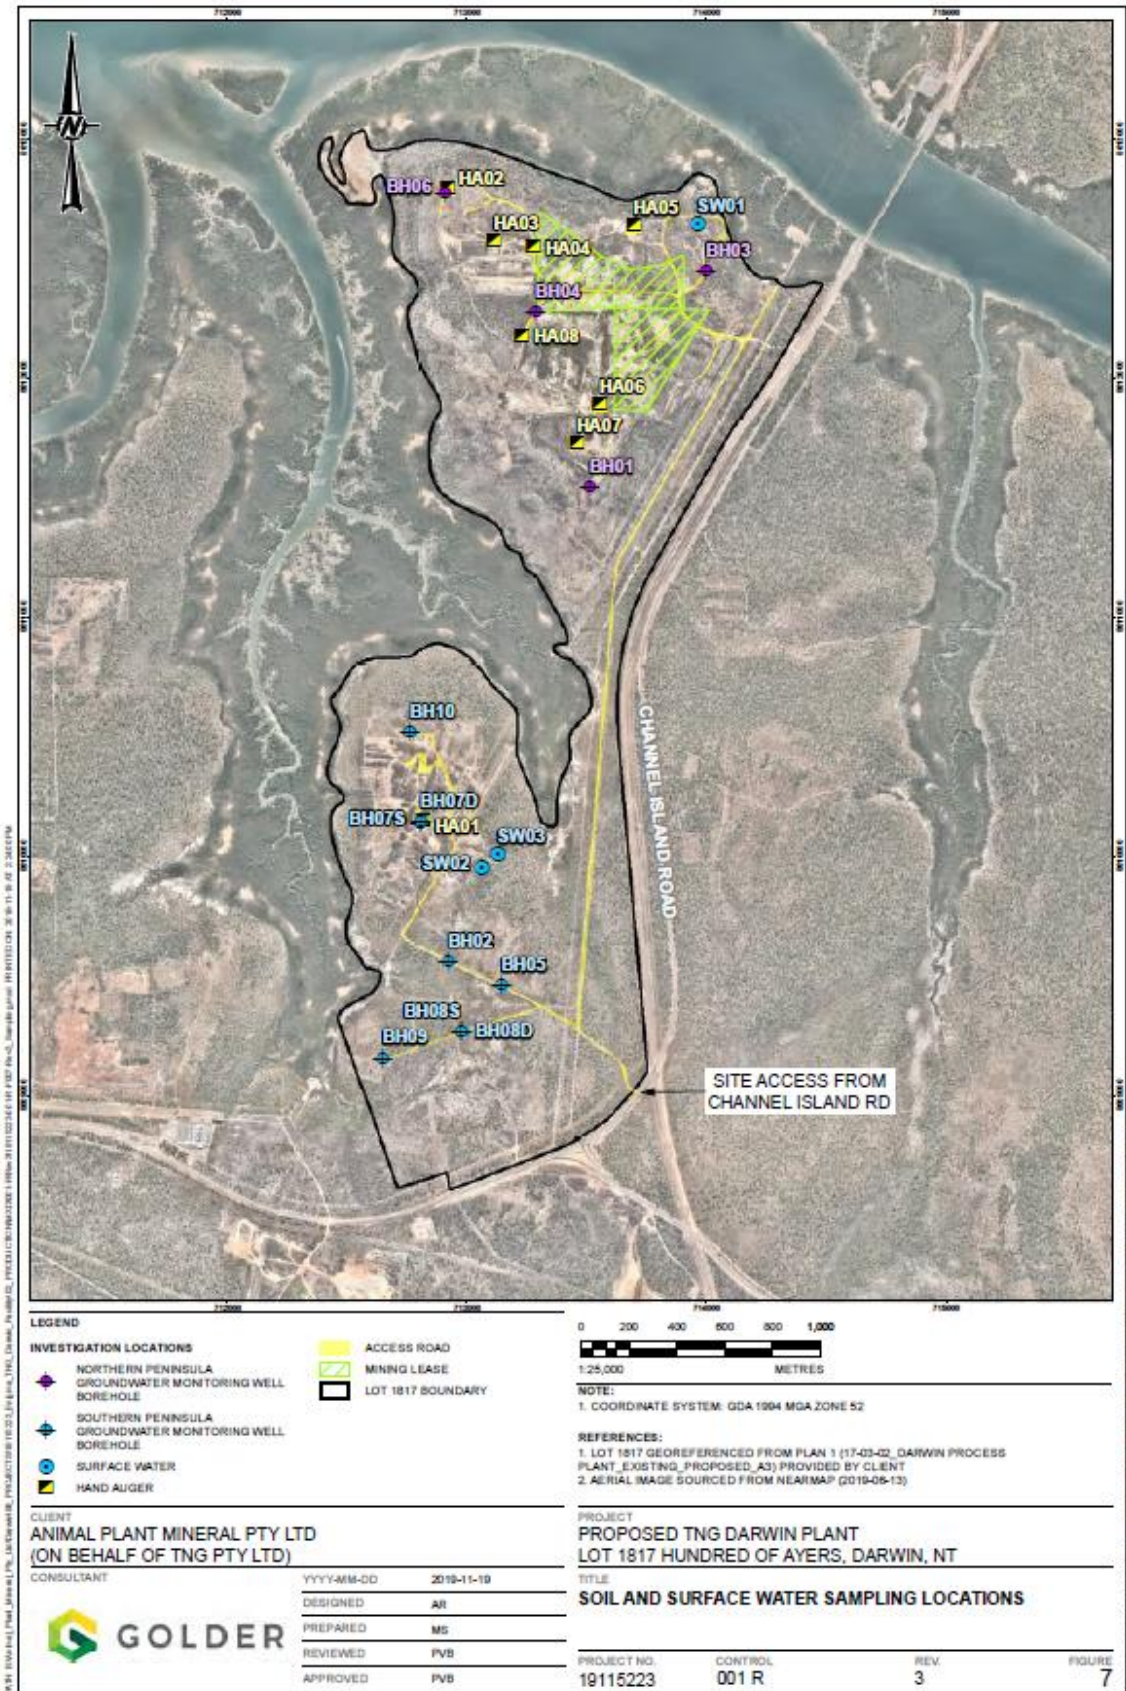 712000 713000 714000 715000
N
BH06
HA02
HA03
HA04
HA05
SW01
BH03
BH04
HA08
HA06
HA07
BH01
BH10
BH07D
BH07S
HA01
SW03
SW02
BH02
BH05
BH08S
BH08D
BH09
CHANNEL ISLAND ROAD
SITE ACCESS FROM
CHANNEL ISLAND RD
712000 713000 714000 715000
LEGEND
INVESTIGATION LOCATIONS
NORTHERN PENINSULA
GROUNDWATER MONITORING WELL
BOREHOLE
SOUTHERN PENINSULA
GROUNDWATER MONITORING WELL
BOREHOLE
SURFACE WATER
HAND AUGER
ACCESS ROAD
MINING LEASE
LOT 1817 BOUNDARY
0 200 400 600 800 1,000
1:25,000 METRES
NOTE:
1. COORDINATE SYSTEM: GDA 1994 MGA ZONE 52
REFERENCES:
1. LOT 1817 GEOREFERENCED FROM PLAN 1 (17-03-02_DARWIN PROCESS
PLANT_EXISTING_PROPOSED_A3) PROVIDED BY CLIENT
2. AERIAL IMAGE SOURCED FROM NEARMAP (2019-06-13)
CLIENT
ANIMAL PLANT MINERAL PTY LTD
(ON BEHALF OF TNG PTY LTD)
CONSULTANT
GOLDER
YYYY-MM-DD 2019-11-19
DESIGNED AR
PREPARED MS
REVIEWED PVB
APPROVED PVB
PROJECT
PROPOSED TNG DARWIN PLANT
LOT 1817 HUNDRED OF AYERS, DARWIN, NT
TITLE
SOIL AND SURFACE WATER SAMPLING LOCATIONS
PROJECT NO. CONTROL REV. FIGURE
19115223 001 R 3 7